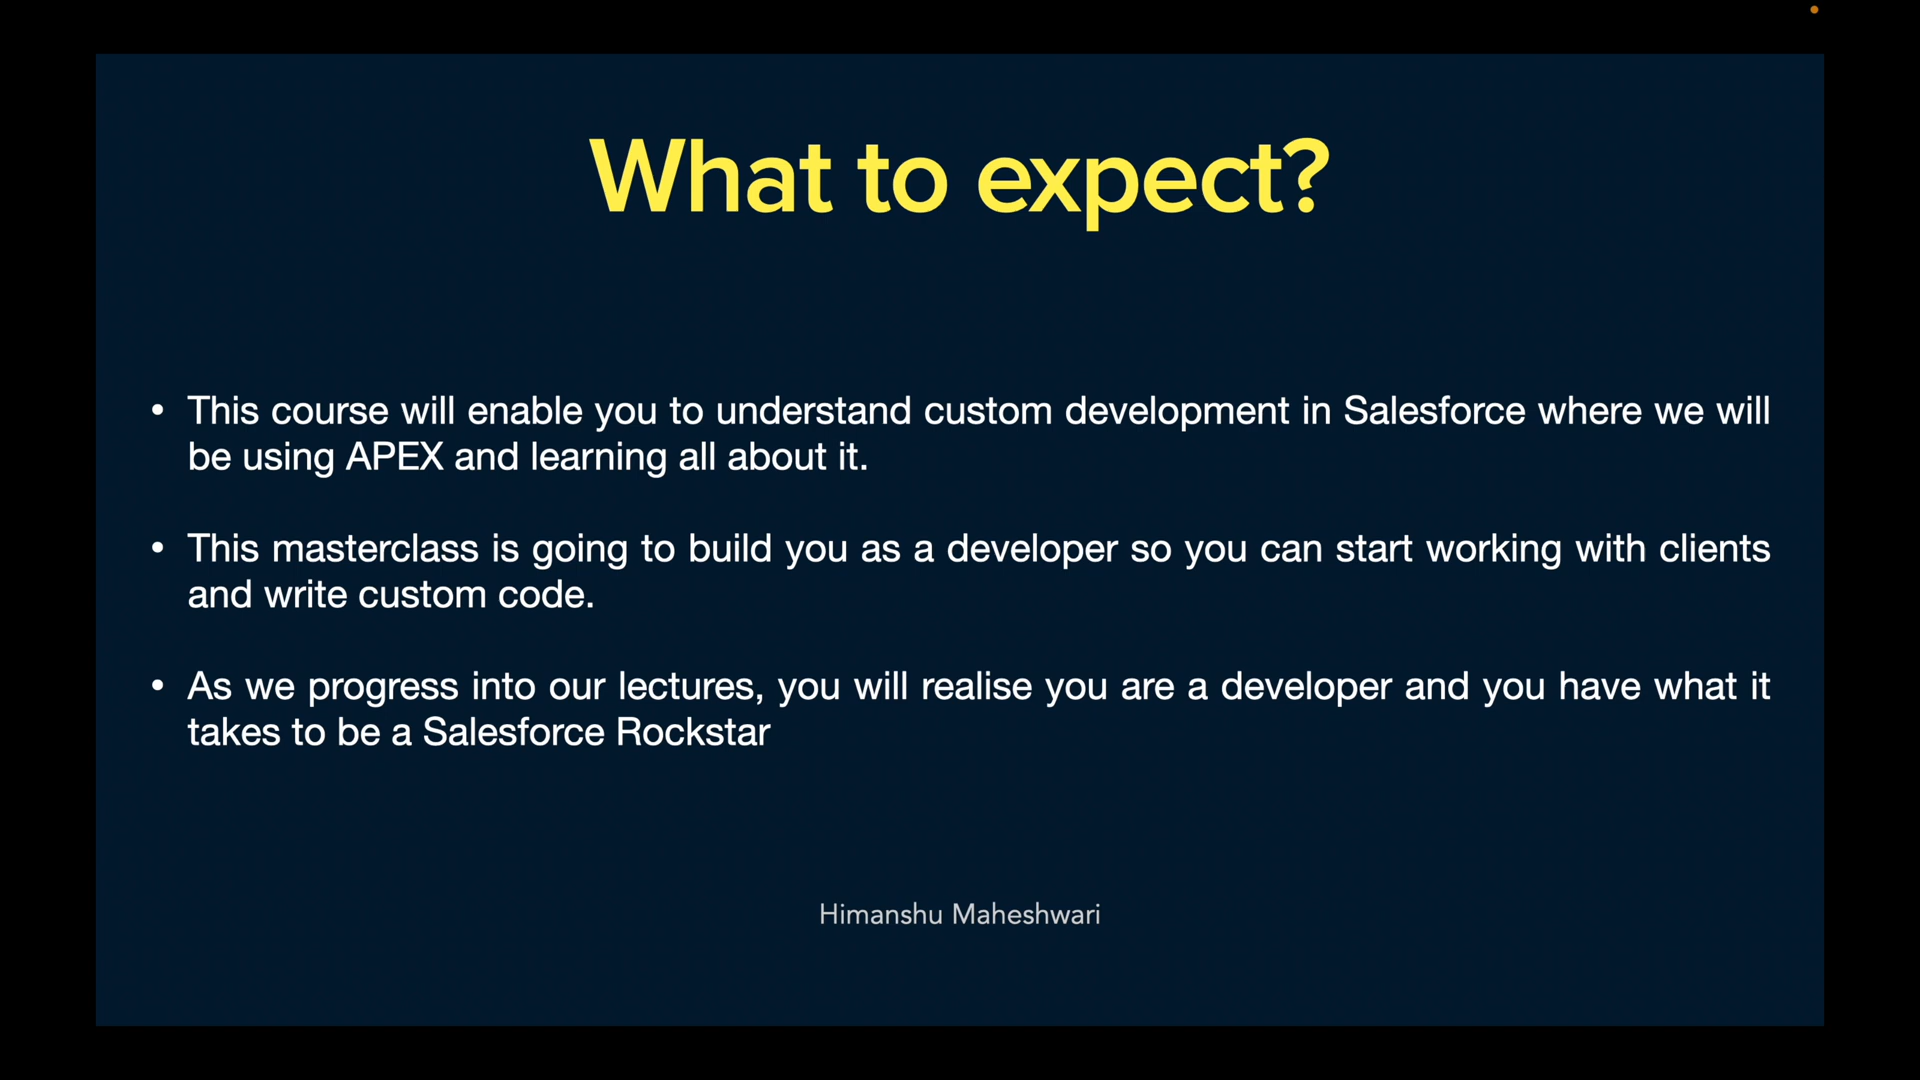 What to expect?
• This course will enable you to understand custom development in Salesforce where we will
be using APEX and learning all about it.
• This masterclass is going to build you as a developer so you can start working with clients
and write custom code.
• As we progress into our lectures, you will realise you are a developer and you have what it
takes to be a Salesforce Rockstar
Himanshu Maheshwari